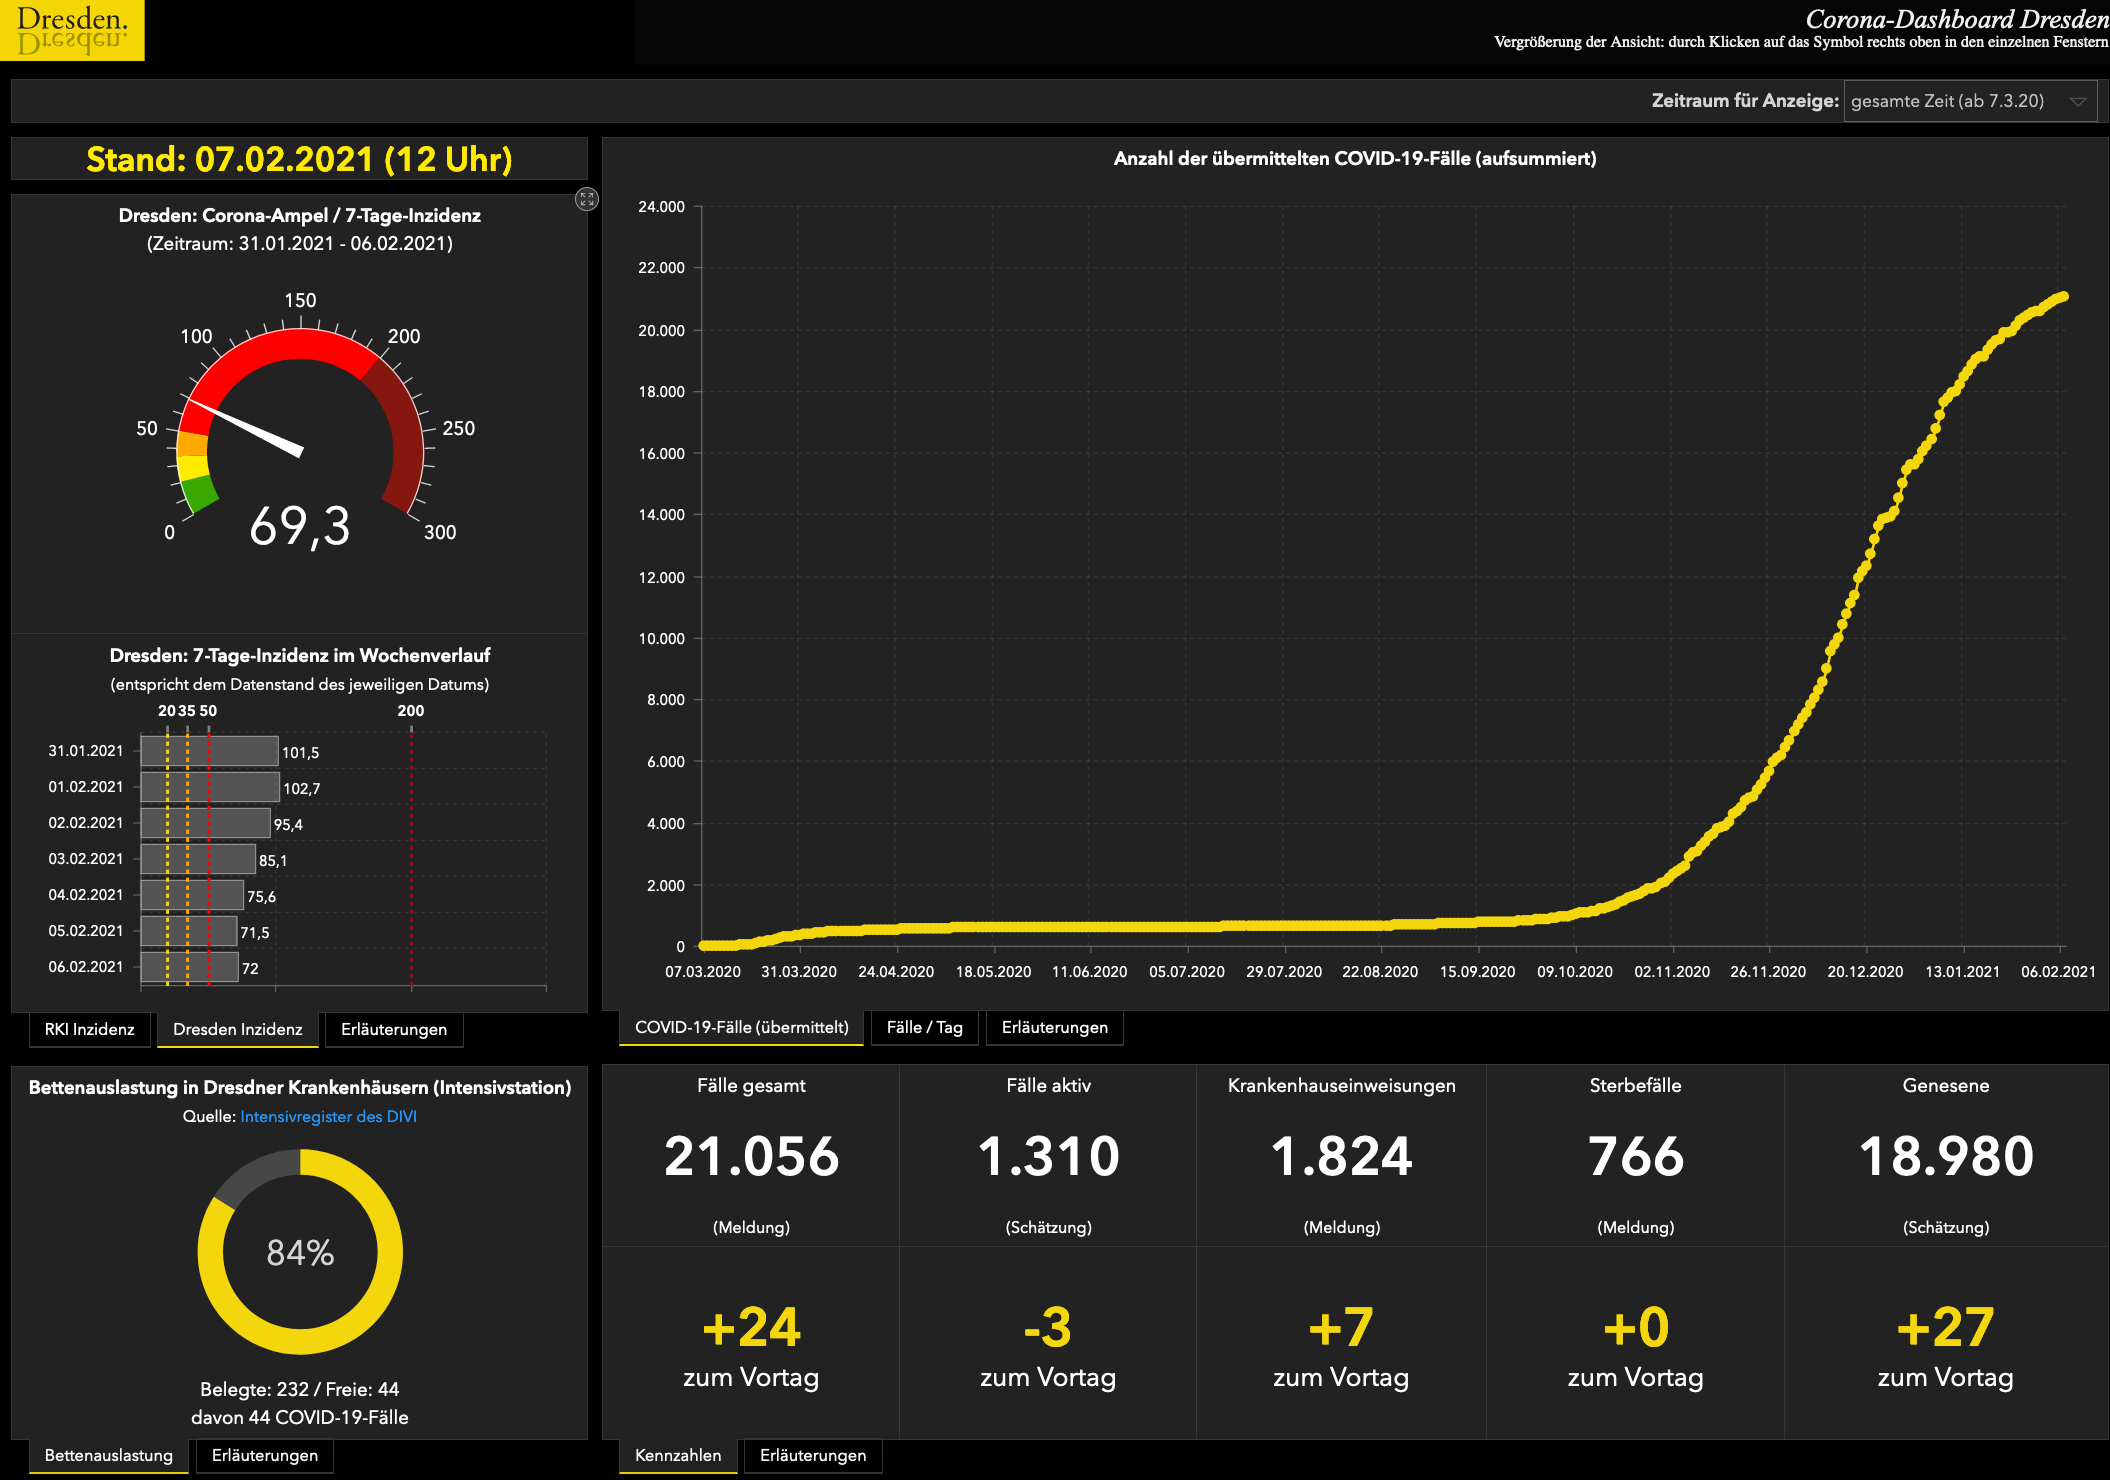 Dresden.
Dresden.
Corona-Dashboard Dresden
Vergrößerung der Ansicht: durch Klicken auf das Symbol rechts oben in den einzelnen Fenstern
Zeitraum für Anzeige: gesamte Zeit (ab 7.3.20)
Stand: 07.02.2021 (12 Uhr)
Dresden: Corona-Ampel / 7-Tage-Inzidenz
(Zeitraum: 31.01.2021 - 06.02.2021)
0
50
100
150
200
250
300
69,3
Dresden: 7-Tage-Inzidenz im Wochenverlauf
(entspricht dem Datenstand des jeweiligen Datums)
20 35 50 200
31.01.2021 101,5
01.02.2021 102,7
02.02.2021 95,4
03.02.2021 85,1
04.02.2021 75,6
05.02.2021 71,5
06.02.2021 72
RKI Inzidenz Dresden Inzidenz Erläuterungen
Anzahl der übermittelten COVID-19-Fälle (aufsummiert)
24.000
22.000
20.000
18.000
16.000
14.000
12.000
10.000
8.000
6.000
4.000
2.000
0
07.03.2020 31.03.2020 24.04.2020 18.05.2020 11.06.2020 05.07.2020 29.07.2020 22.08.2020 15.09.2020 09.10.2020 02.11.2020 26.11.2020 20.12.2020 13.01.2021 06.02.2021
COVID-19-Fälle (übermittelt) Fälle / Tag Erläuterungen
Bettenauslastung in Dresdner Krankenhäusern (Intensivstation)
Quelle: Intensivregister des DIVI
84%
Belegte: 232 / Freie: 44
davon 44 COVID-19-Fälle
Bettenauslastung Erläuterungen
Fälle gesamt
21.056
(Meldung)
+24
zum Vortag
Fälle aktiv
1.310
(Schätzung)
-3
zum Vortag
Krankenhauseinweisungen
1.824
(Meldung)
+7
zum Vortag
Sterbefälle
766
(Meldung)
+0
zum Vortag
Genesene
18.980
(Schätzung)
+27
zum Vortag
Kennzahlen Erläuterungen